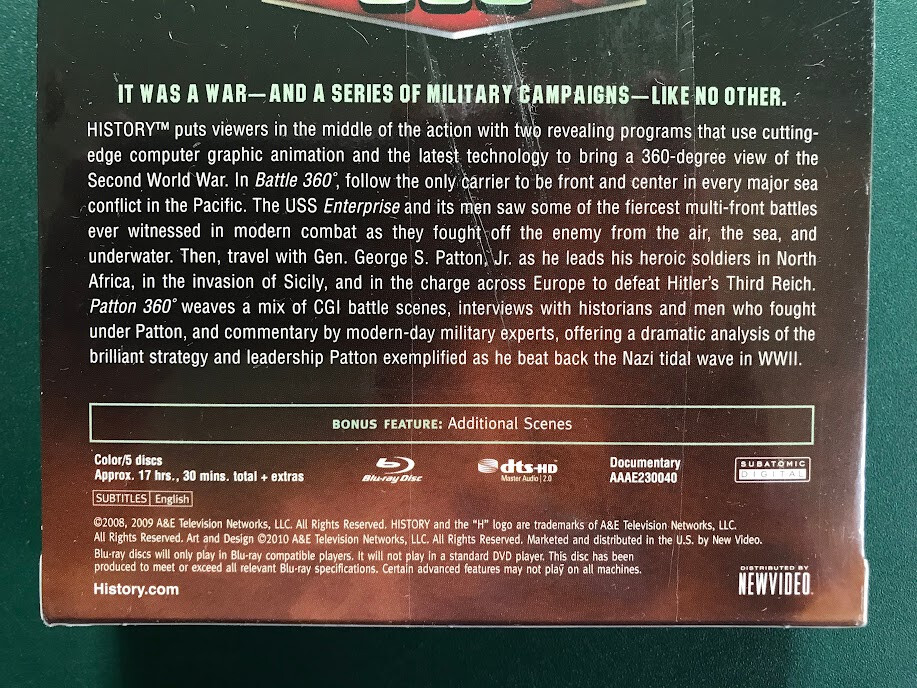 IT WAS A WAR—AND A SERIES OF MILITARY CAMPAIGNS—LIKE NO OTHER.
HISTORY™ puts viewers in the middle of the action with two revealing programs that use cutting-
edge computer graphic animation and the latest technology to bring a 360-degree view of the
Second World War. In Battle 360°, follow the only carrier to be front and center in every major sea
conflict in the Pacific. The USS Enterprise and its men saw some of the fiercest multi-front battles
ever witnessed in modern combat as they fought off the enemy from the air, the sea, and
underwater. Then, travel with Gen. George S. Patton, Jr. as he leads his heroic soldiers in North
Africa, in the invasion of Sicily, and in the charge across Europe to defeat Hitler's Third Reich.
Patton 360° weaves a mix of CGI battle scenes, interviews with historians and men who fought
under Patton, and commentary by modern-day military experts, offering a dramatic analysis of the
brilliant strategy and leadership Patton exemplified as he beat back the Nazi tidal wave in WWII.
BONUS FEATURE: Additional Scenes
Color/5 discs
Approx. 17 hrs., 30 mins. total + extras
SUBTITLES English
Blu-ray Disc
dts-HD
Master Audio | 2.0
Documentary
AAAE230040
SUBATOMIC
DIGITAL
©2008, 2009 A&E Television Networks, LLC. All Rights Reserved. HISTORY and the "H" logo are trademarks of A&E Television Networks, LLC.
All Rights Reserved. Art and Design ©2010 A&E Television Networks, LLC. All Rights Reserved. Marketed and distributed in the U.S. by New Video.
Blu-ray discs will only play in Blu-ray compatible players. It will not play in a standard DVD player. This disc has been
produced to meet or exceed all relevant Blu-ray specifications. Certain advanced features may not play on all machines.
History.com
DISTRIBUTED BY
NEWVIDEO